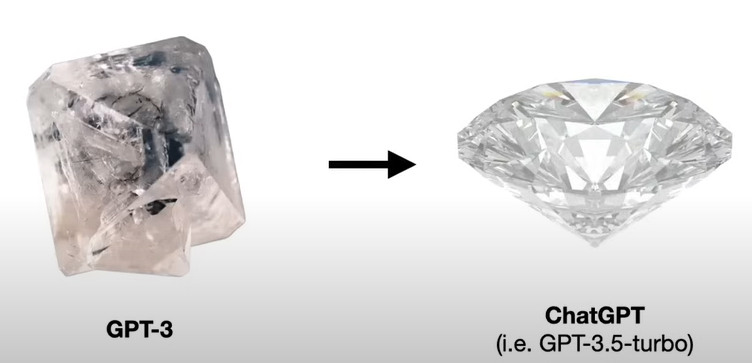 GPT-3
ChatGPT
(i.e. GPT-3.5-turbo)